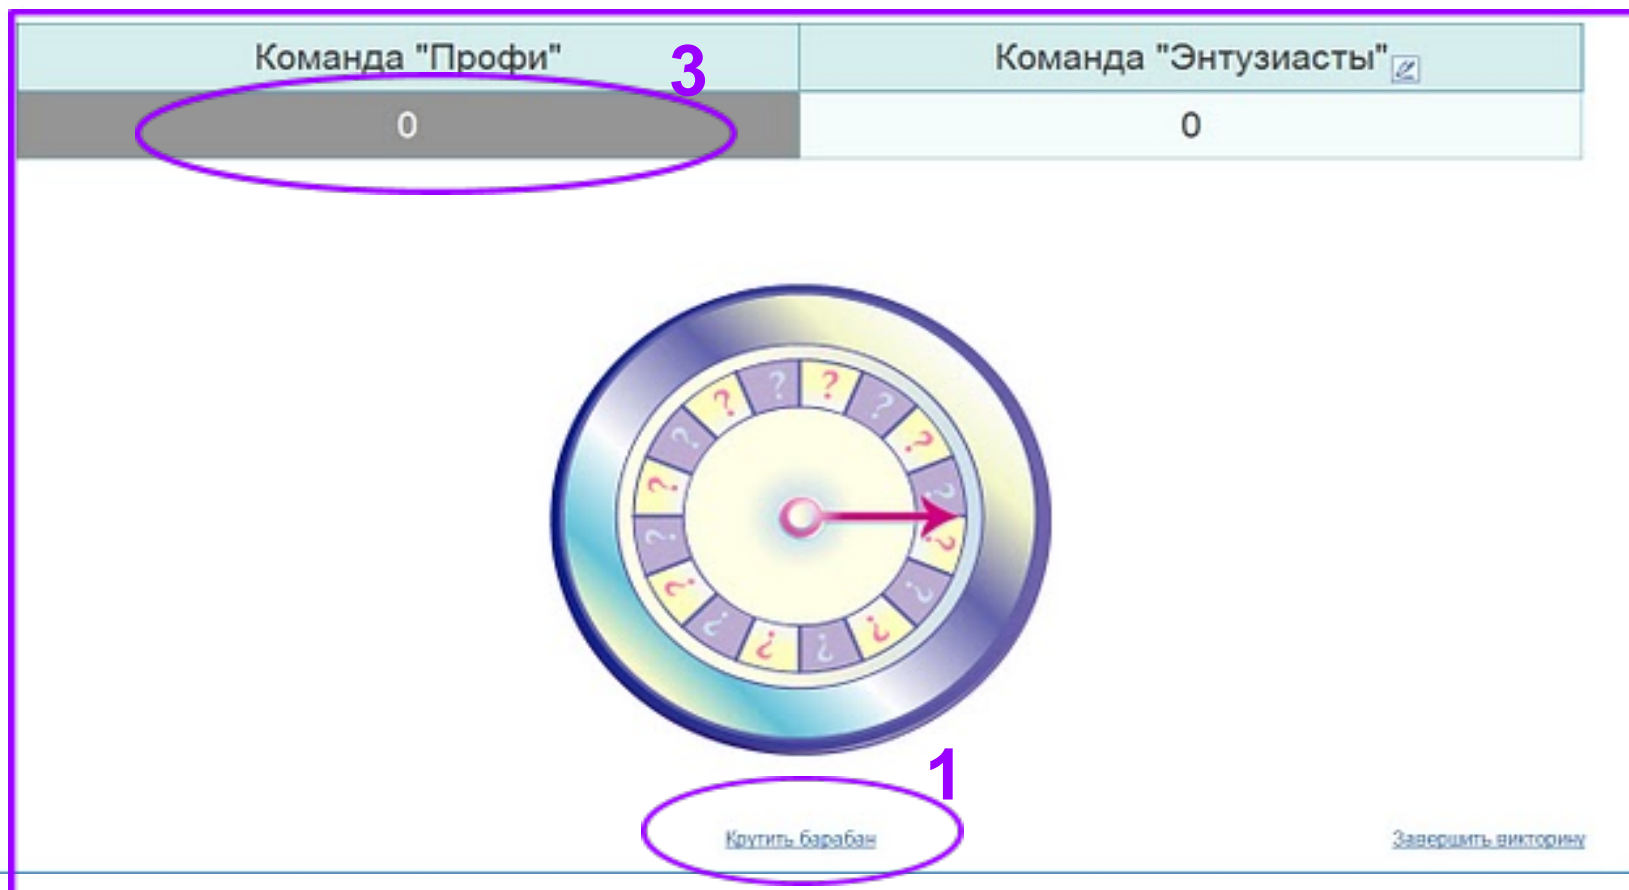 Команда "Профи"
3
Команда "Энтузиасты"
0
0
? ? ? ? ? ? ? ? ? ? ? ? ? ? ? ?
1
Крутить барабан
Завершить викторину